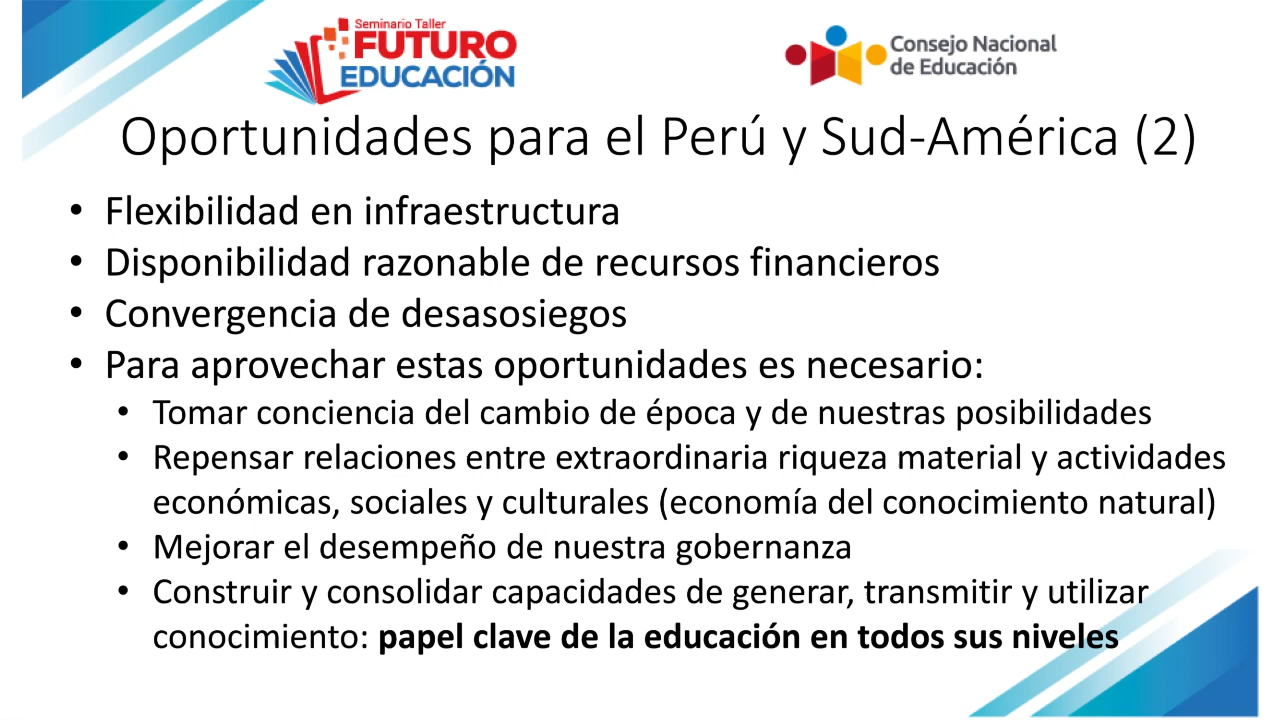 Seminario Taller
FUTURO
EDUCACIÓN
Consejo Nacional
de Educación
Oportunidades para el Perú y Sud-América (2)
• Flexibilidad en infraestructura
• Disponibilidad razonable de recursos financieros
• Convergencia de desasosiegos
• Para aprovechar estas oportunidades es necesario:
• Tomar conciencia del cambio de época y de nuestras posibilidades
• Repensar relaciones entre extraordinaria riqueza material y actividades
económicas, sociales y culturales (economía del conocimiento natural)
• Mejorar el desempeño de nuestra gobernanza
• Construir y consolidar capacidades de generar, transmitir y utilizar
conocimiento: papel clave de la educación en todos sus niveles